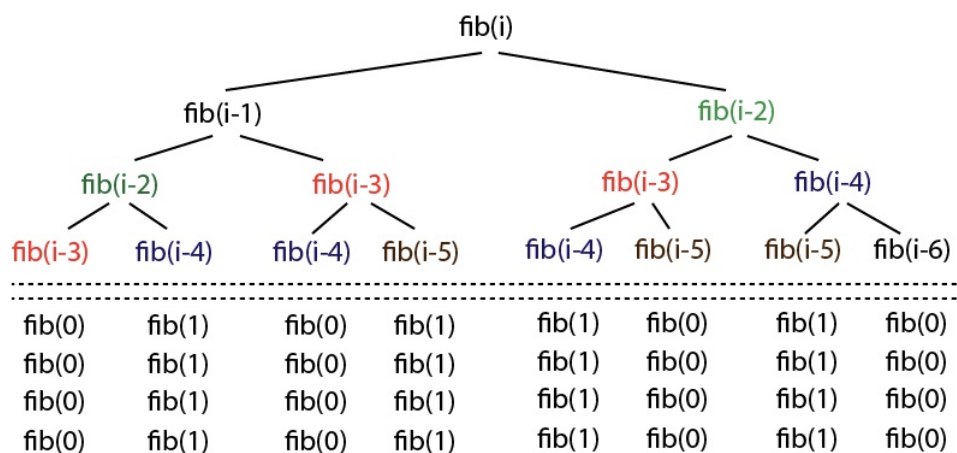 fib(i)
fib(i-1) fib(i-2)
fib(i-2) fib(i-3) fib(i-3) fib(i-4)
fib(i-3) fib(i-4) fib(i-4) fib(i-5) fib(i-4) fib(i-5) fib(i-5) fib(i-6)
fib(0) fib(1) fib(0) fib(1) fib(1) fib(0) fib(1) fib(0)
fib(0) fib(1) fib(0) fib(1) fib(1) fib(0) fib(1) fib(0)
fib(0) fib(1) fib(0) fib(1) fib(1) fib(0) fib(1) fib(0)
fib(0) fib(1) fib(0) fib(1) fib(1) fib(0) fib(1) fib(0)